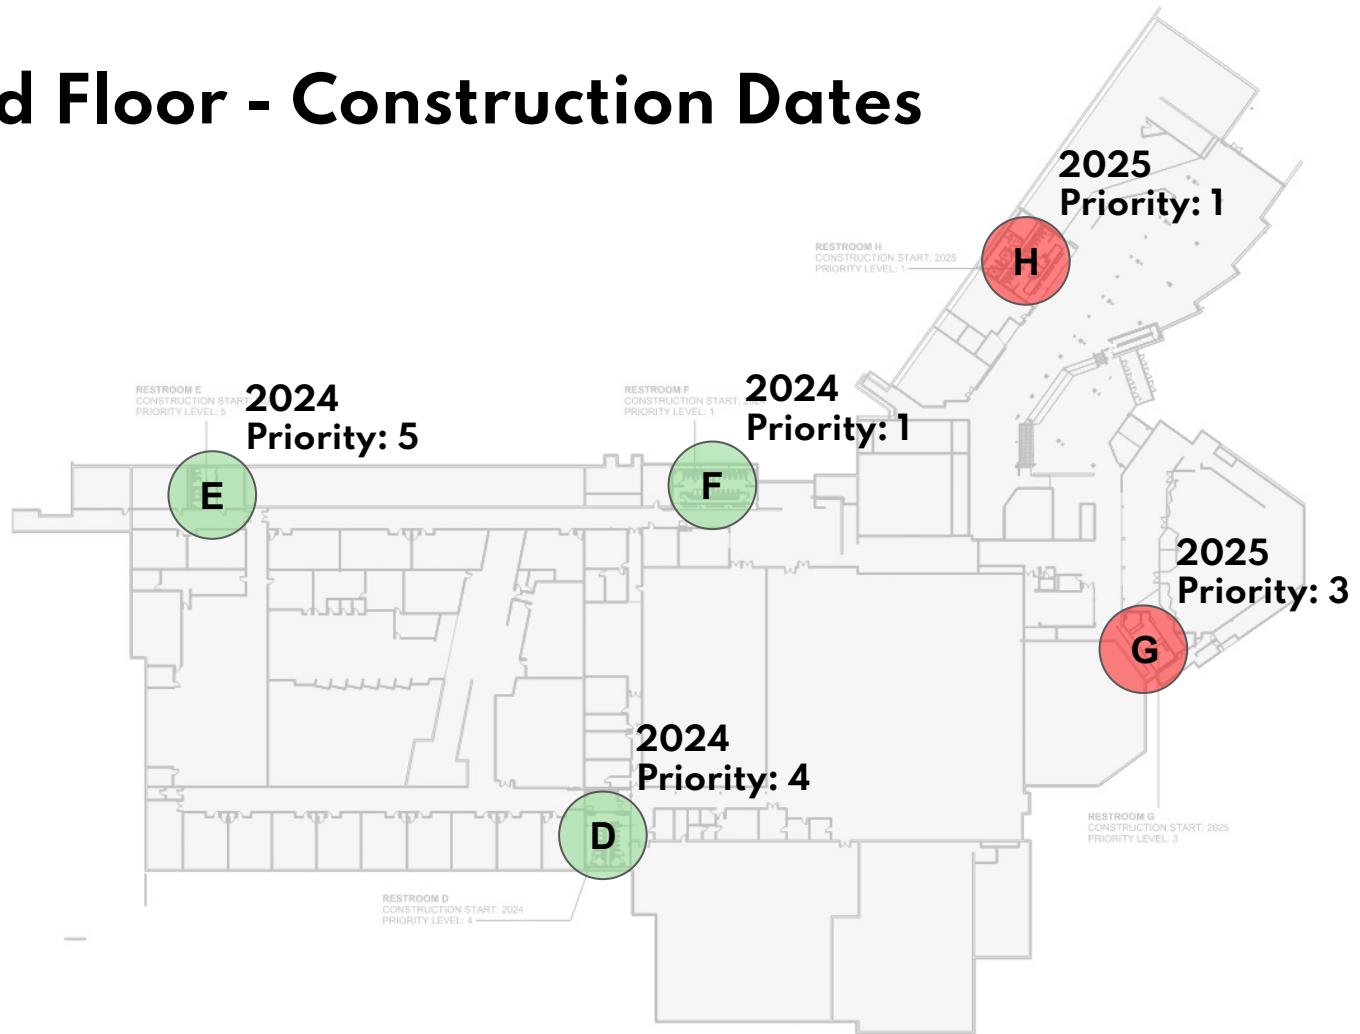 d Floor - Construction Dates
2025
Priority: 1
H
RESTROOM H
CONSTRUCTION START: 2025
PRIORITY LEVEL: 1
RESTROOM E
CONSTRUCTION START
PRIORITY LEVEL: 5
2024
Priority: 5
E
RESTROOM F
CONSTRUCTION START: 2024
PRIORITY LEVEL: 1
2024
Priority: 1
F
2025
Priority: 3
G
2024
Priority: 4
D
RESTROOM G
CONSTRUCTION START: 2025
PRIORITY LEVEL: 3
RESTROOM D
CONSTRUCTION START: 2024
PRIORITY LEVEL: 4